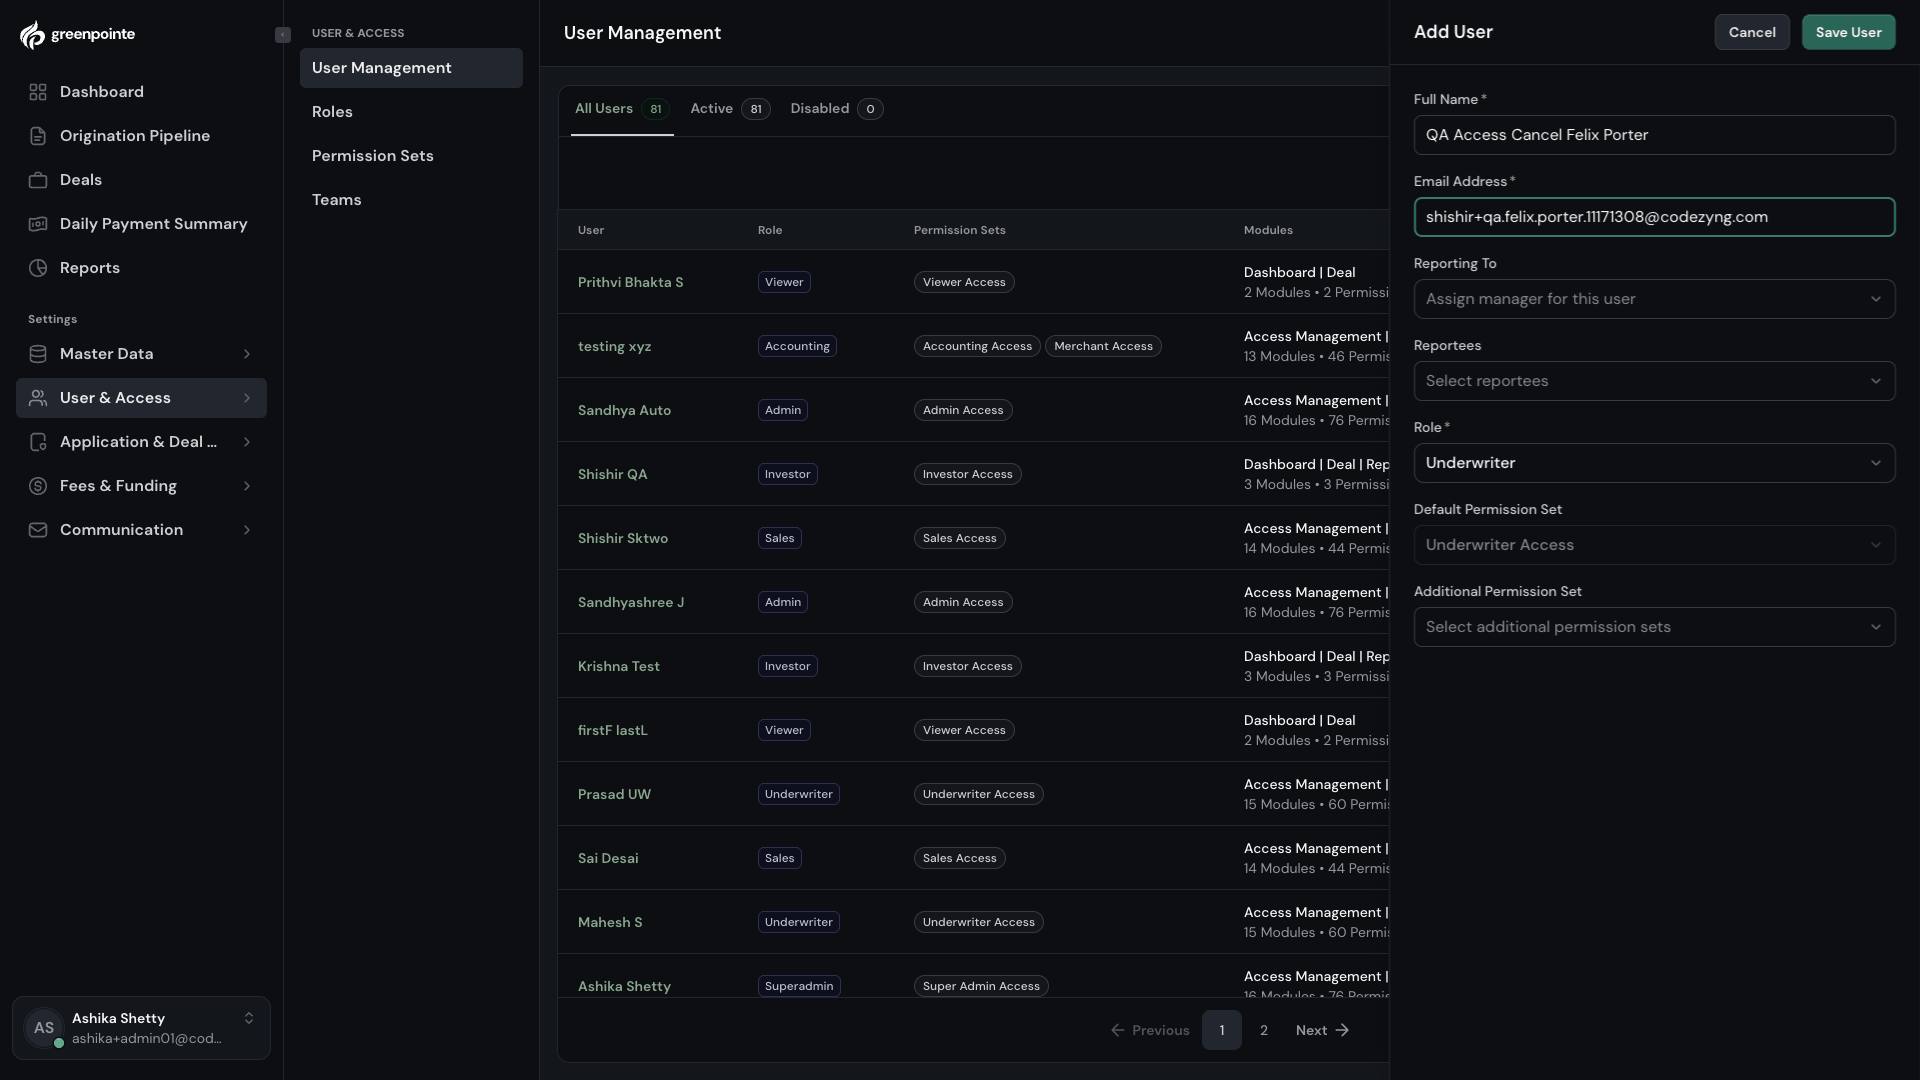 greenpointe
Dashboard
Origination Pipeline
Deals
Daily Payment Summary
Reports
Settings
Master Data
User & Access
Application & Deal ...
Fees & Funding
Communication
AS
Ashika Shetty
ashika+admin01@cod...
USER & ACCESS
User Management
Roles
Permission Sets
Teams
User Management
All Users 81 Active 81 Disabled 0
User Role Permission Sets Modules
Prithvi Bhakta S Viewer Viewer Access Dashboard | Deal
2 Modules • 2 Permissi
testing xyz Accounting Accounting Access Merchant Access Access Management |
13 Modules • 46 Permis
Sandhya Auto Admin Admin Access Access Management |
16 Modules • 76 Permis
Shishir QA Investor Investor Access Dashboard | Deal | Rep
3 Modules • 3 Permissi
Shishir Sktwo Sales Sales Access Access Management |
14 Modules • 44 Permis
Sandhyashree J Admin Admin Access Access Management |
16 Modules • 76 Permis
Krishna Test Investor Investor Access Dashboard | Deal | Rep
3 Modules • 3 Permissi
firstF lastL Viewer Viewer Access Dashboard | Deal
2 Modules • 2 Permissi
Prasad UW Underwriter Underwriter Access Access Management |
15 Modules • 60 Permis
Sai Desai Sales Sales Access Access Management |
14 Modules • 44 Permis
Mahesh S Underwriter Underwriter Access Access Management |
15 Modules • 60 Permis
Ashika Shetty Superadmin Super Admin Access Access Management |
16 Modules • 76 Permis
Previous 1 2 Next
Add User
Cancel Save User
Full Name *
QA Access Cancel Felix Porter
Email Address *
shishir+qa.felix.porter.11171308@codezyng.com
Reporting To
Assign manager for this user
Reportees
Select reportees
Role *
Underwriter
Default Permission Set
Underwriter Access
Additional Permission Set
Select additional permission sets